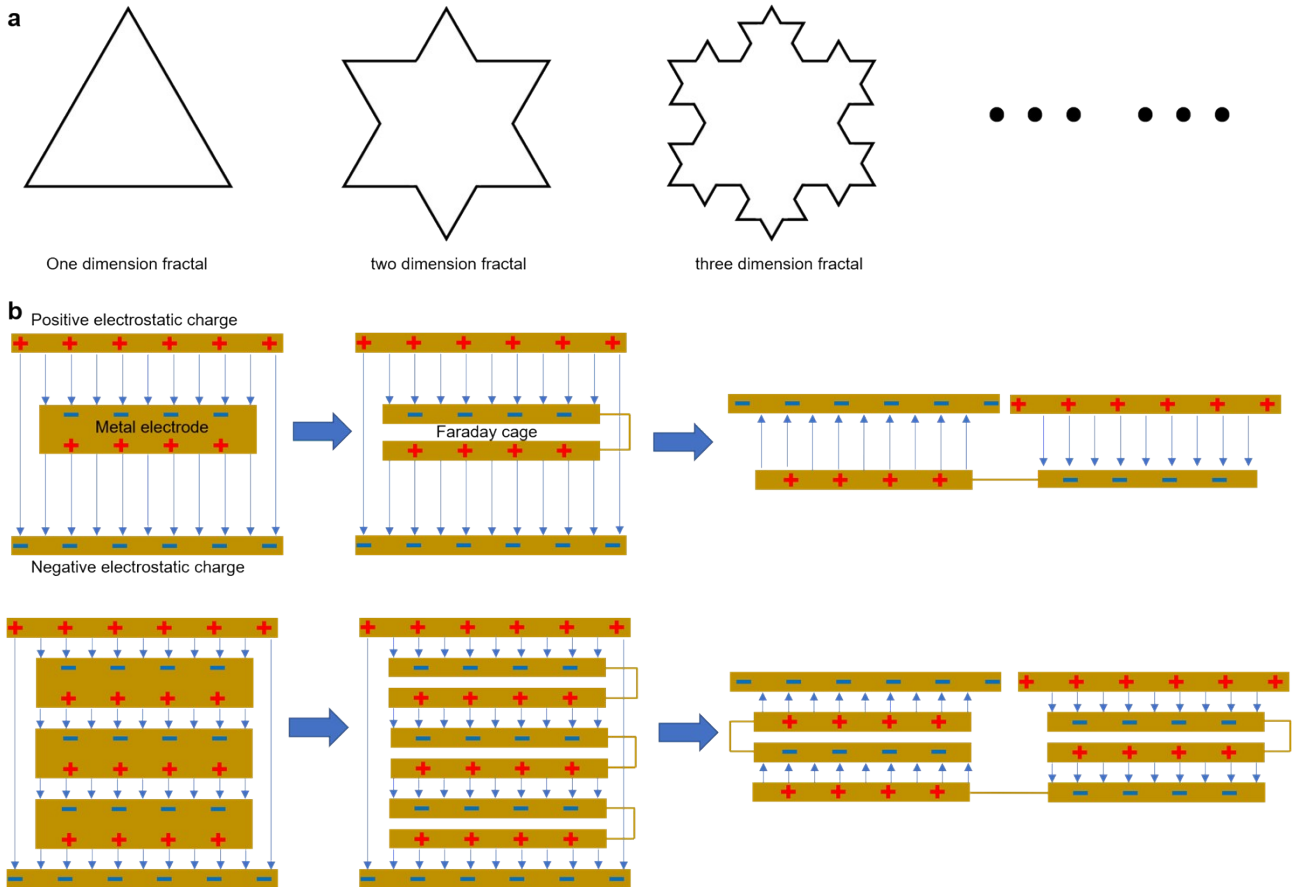 a
One dimension fractal
two dimension fractal
three dimension fractal
b
Positive electrostatic charge
Metal electrode
Faraday cage
Negative electrostatic charge